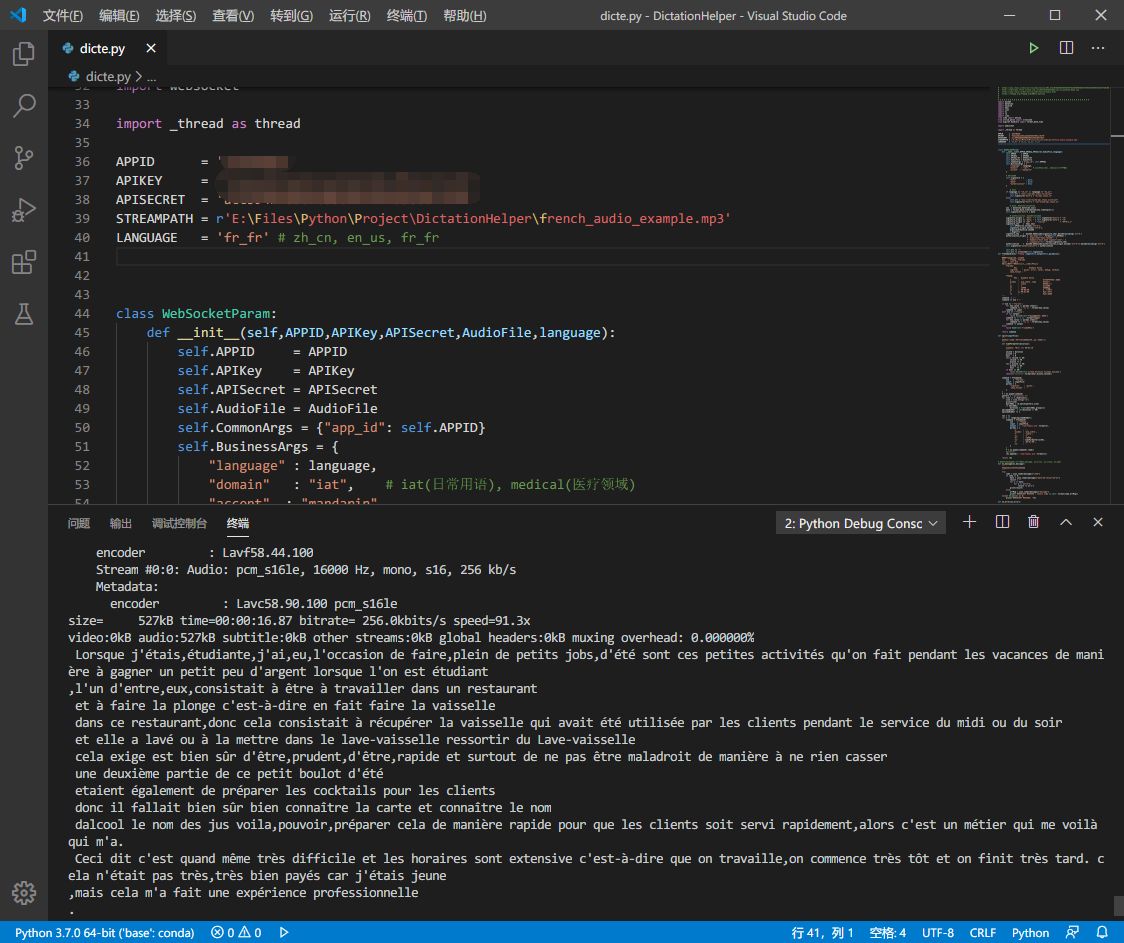 文件(F) 编辑(E) 选择(S) 查看(V) 转到(G) 运行(R) 终端(T) 帮助(H) dicte.py - DictationHelper - Visual Studio Code
dicte.py
dicte.py > ...
32 import websocket
33
34 import _thread as thread
35
36 APPID = '
37 APIKEY =
38 APISECRET =
39 STREAMPATH = r'E:\Files\Python\Project\DictationHelper\french_audio_example.mp3'
40 LANGUAGE = 'fr_fr' # zh_cn, en_us, fr_fr
41
42
43
44 class WebSocketParam:
45 def __init__(self,APPID,APIKey,APISecret,AudioFile,language):
46 self.APPID = APPID
47 self.APIKey = APIKey
48 self.APISecret = APISecret
49 self.AudioFile = AudioFile
50 self.CommonArgs = {"app_id": self.APPID}
51 self.BusinessArgs = {
52 "language" : language,
53 "domain" : "iat", # iat(日常用语), medical(医疗领域)
54 "accent" : "mandarin"
问题 输出 调试控制台 终端 2: Python Debug Consc
encoder : Lavf58.44.100
Stream #0:0: Audio: pcm_s16le, 16000 Hz, mono, s16, 256 kb/s
Metadata:
encoder : Lavc58.90.100 pcm_s16le
size= 527kB time=00:00:16.87 bitrate= 256.0kbits/s speed=91.3x
video:0kB audio:527kB subtitle:0kB other streams:0kB global headers:0kB muxing overhead: 0.000000%
Lorsque j'étais,étudiante,j'ai,eu,l'occasion de faire,plein de petits jobs,d'été sont ces petites activités qu'on fait pendant les vacances de mani
ère à gagner un petit peu d'argent lorsque l'on est étudiant
,l'un d'entre,eux,consistait à être à travailler dans un restaurant
et à faire la plonge c'est-à-dire en fait faire la vaisselle
dans ce restaurant,donc cela consistait à récupérer la vaisselle qui avait été utilisée par les clients pendant le service du midi ou du soir
et elle a lavé ou à la mettre dans le lave-vaisselle ressortir du Lave-vaisselle
cela exige est bien sûr d'être,prudent,d'être,rapide et surtout de ne pas être maladroit de manière à ne rien casser
une deuxième partie de ce petit boulot d'été
etaient également de préparer les cocktails pour les clients
donc il fallait bien sûr bien connaître la carte et connaître le nom
dalcool le nom des jus voila,pouvoir,préparer cela de manière rapide pour que les clients soit servi rapidement,alors c'est un métier qui me voilà
qui m'a.
Ceci dit c'est quand même très difficile et les horaires sont extensive c'est-à-dire que on travaille,on commence très tôt et on finit très tard. c
ela n'était pas très,très bien payés car j'étais jeune
,mais cela m'a fait une expérience professionnelle
.
Python 3.7.0 64-bit ('base': conda) 0 0 行 41, 列 1 空格: 4 UTF-8 CRLF Python